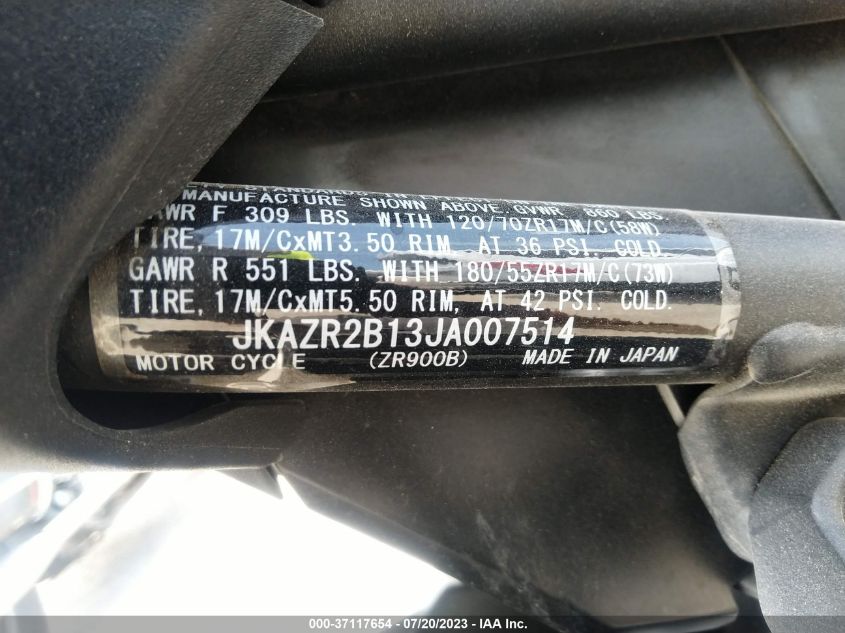 STANDARDS IN
MANUFACTURE SHOWN ABOVE GVWR 860 LBS.
GAWR F 309 LBS. WITH 120/70ZR17M/C(58W)
TIRE,17M/CxMT3.50 RIM, AT 36 PSI. COLD.
GAWR R 551 LBS. WITH 180/55ZR17M/C(73W)
TIRE,17M/CxMT5.50 RIM, AT 42 PSI. COLD.
JKAZR2B13JA007514
MOTOR CYCLE (ZR900B) MADE IN JAPAN
000-37117654 / 07/20/2023 / IAA Inc.